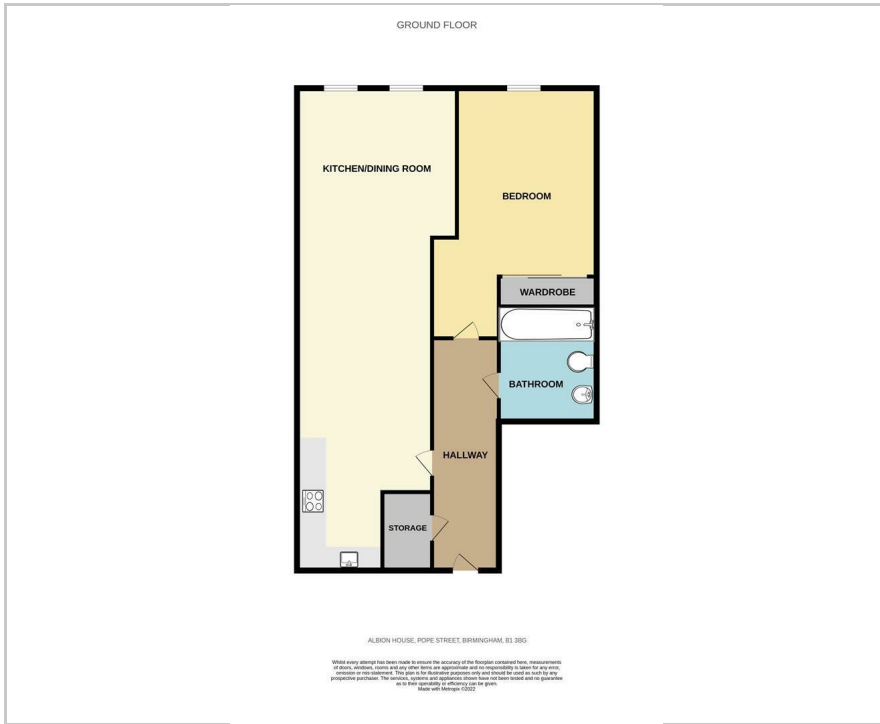 GROUND FLOOR
KITCHEN/DINING ROOM
BEDROOM
WARDROBE
BATHROOM
HALLWAY
STORAGE
ALBION HOUSE, POPE STREET, BIRMINGHAM, B1 3BG
Whilst every attempt has been made to ensure the accuracy of the floorplan contained here, measurements
of doors, windows, rooms and any other items are approximate and no responsibility is taken for any error,
omission or mis-statement. This plan is for illustrative purposes only and should be used as such by any
prospective purchaser. The services, systems and appliances shown have not been tested and no guarantee
as to their operability or efficiency can be given.
Made with Metropix ©2022